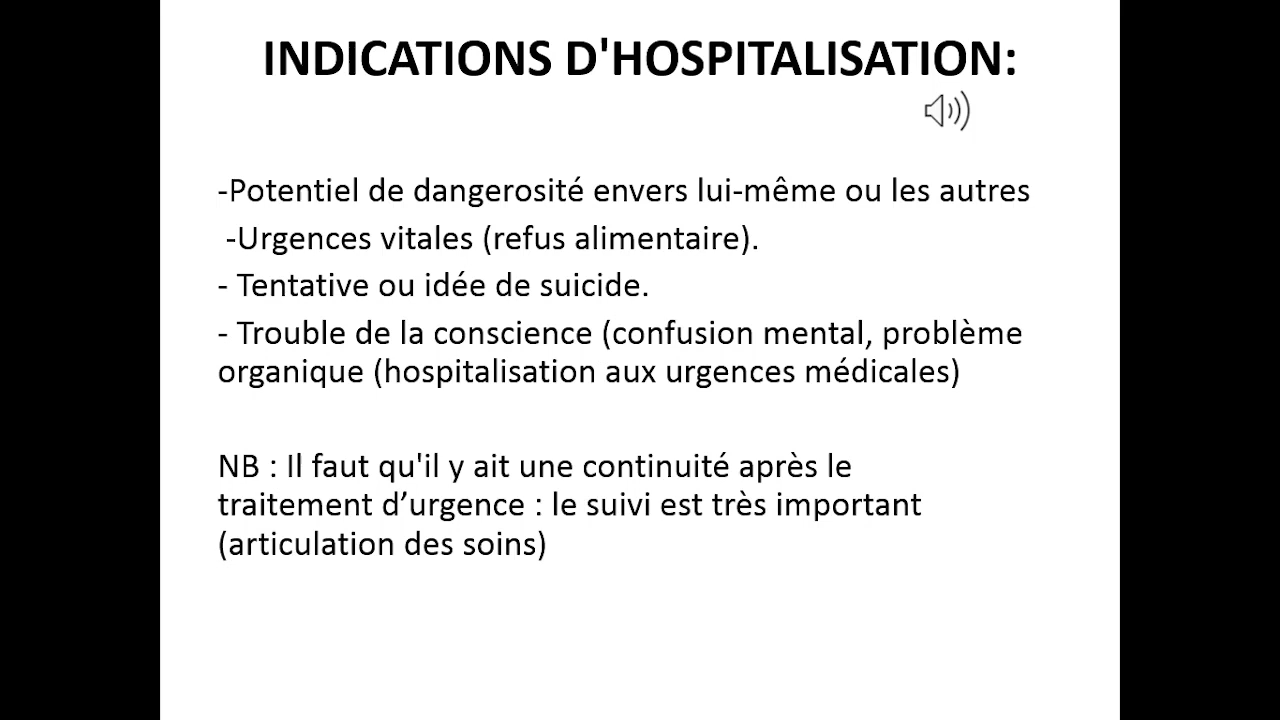 INDICATIONS D'HOSPITALISATION:
-Potentiel de dangerosité envers lui-même ou les autres
-Urgences vitales (refus alimentaire).
- Tentative ou idée de suicide.
- Trouble de la conscience (confusion mental, problème
organique (hospitalisation aux urgences médicales)
NB : Il faut qu'il y ait une continuité après le
traitement d’urgence : le suivi est très important
(articulation des soins)